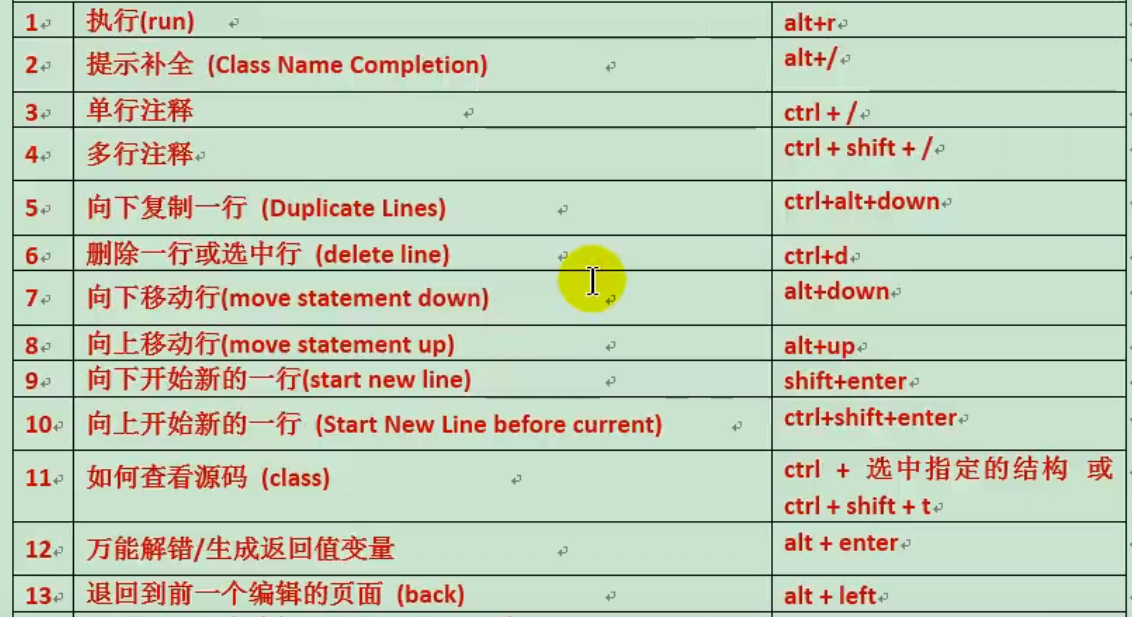 1 执行(run) alt+r
2 提示补全 (Class Name Completion) alt+/
3 单行注释 ctrl + /
4 多行注释 ctrl + shift + /
5 向下复制一行 (Duplicate Lines) ctrl+alt+down
6 删除一行或选中行 (delete line) ctrl+d
7 向下移动行(move statement down) alt+down
8 向上移动行(move statement up) alt+up
9 向下开始新的一行(start new line) shift+enter
10 向上开始新的一行 (Start New Line before current) ctrl+shift+enter
11 如何查看源码 (class) ctrl + 选中指定的结构 或
ctrl + shift + t
12 万能解错/生成返回值变量 alt + enter
13 退回到前一个编辑的页面 (back) alt + left